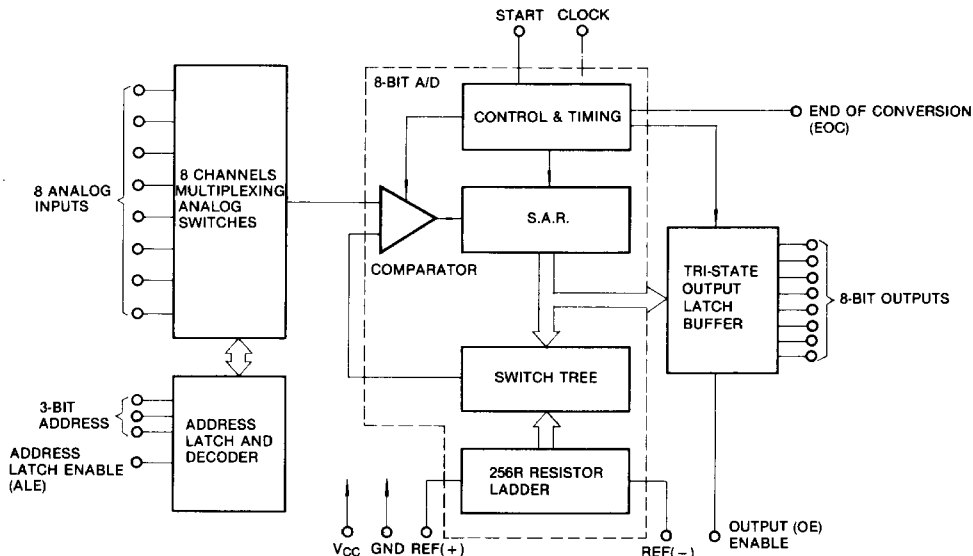 START CLOCK
8-BIT A/D
CONTROL & TIMING
END OF CONVERSION
(EOC)
8 ANALOG
INPUTS
8 CHANNELS
MULTIPLEXING
ANALOG
SWITCHES
S.A.R.
COMPARATOR
TRI-STATE
OUTPUT
LATCH
BUFFER
8-BIT OUTPUTS
SWITCH TREE
3-BIT
ADDRESS
ADDRESS
LATCH ENABLE
(ALE)
ADDRESS
LATCH AND
DECODER
256R RESISTOR
LADDER
VCC GND REF(+)
REF(−)
OUTPUT (OE)
ENABLE